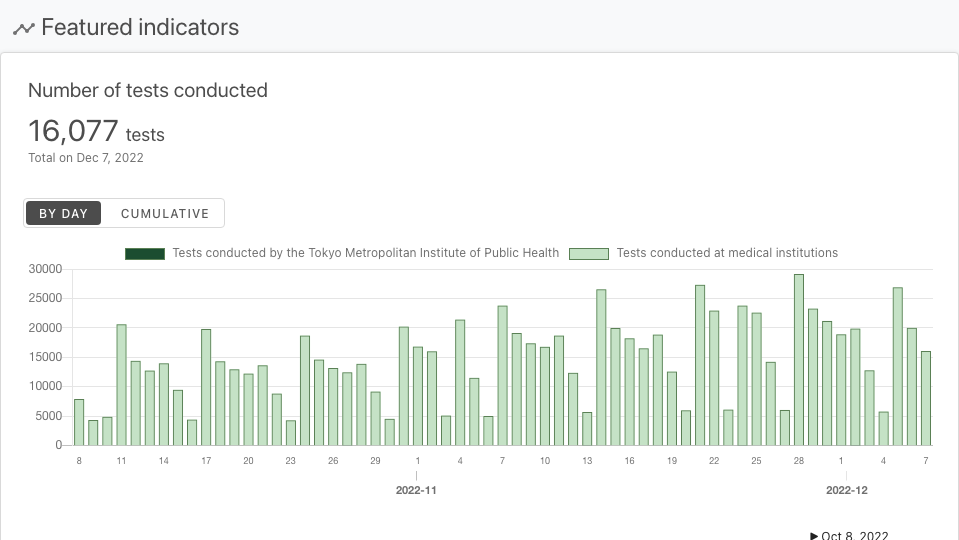 Featured indicators
Number of tests conducted
16,077 tests
Total on Dec 7, 2022
BY DAY CUMULATIVE
Tests conducted by the Tokyo Metropolitan Institute of Public Health Tests conducted at medical institutions
30000
25000
20000
15000
10000
5000
0
8 11 14 17 20 23 26 29 1 4 7 10 13 16 19 22 25 28 1 4 7
2022-11 2022-12
▶ Oct 8, 2022